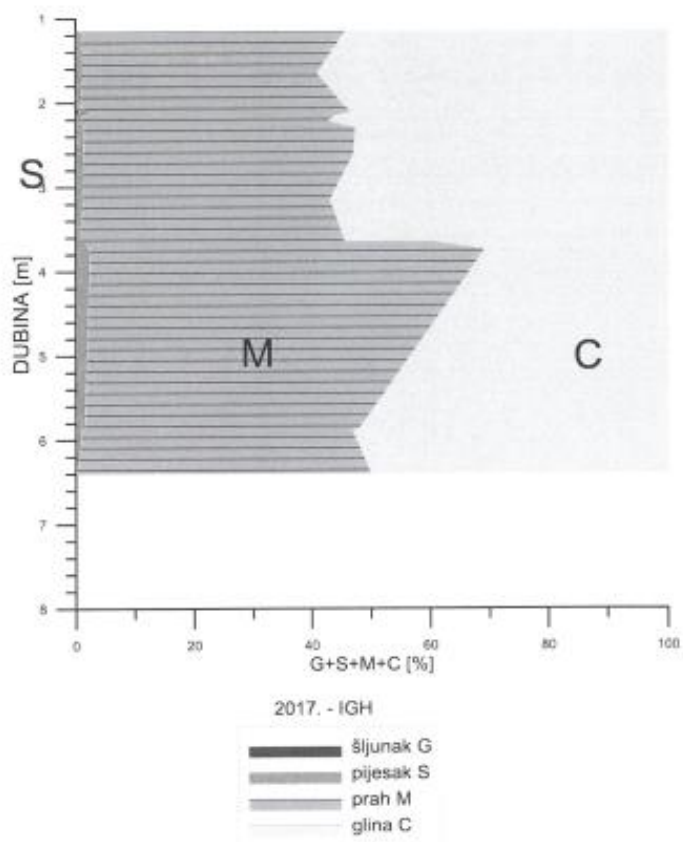 1
2
S
3
4
DUBINA [m]
M
C
5
6
7
8
0 20 40 60 80 100
G+S+M+C [%]
2017. - IGH
šljunak G
pijesak S
prah M
glina C